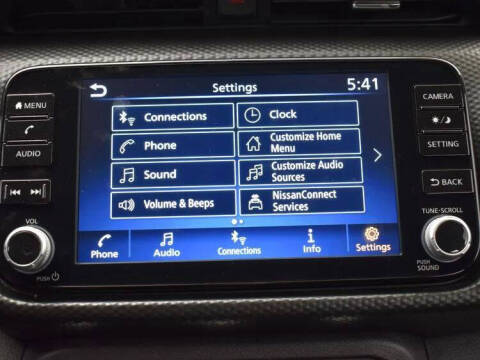 Settings
5:41
MENU
AUDIO
VOL
PUSH
Connections
Phone
Sound
Volume & Beeps
Clock
Customize Home
Menu
Customize Audio
Sources
NissanConnect
Services
Phone
Audio
Connections
Info
Settings
CAMERA
SETTING
BACK
TUNE-SCROLL
PUSH
SOUND